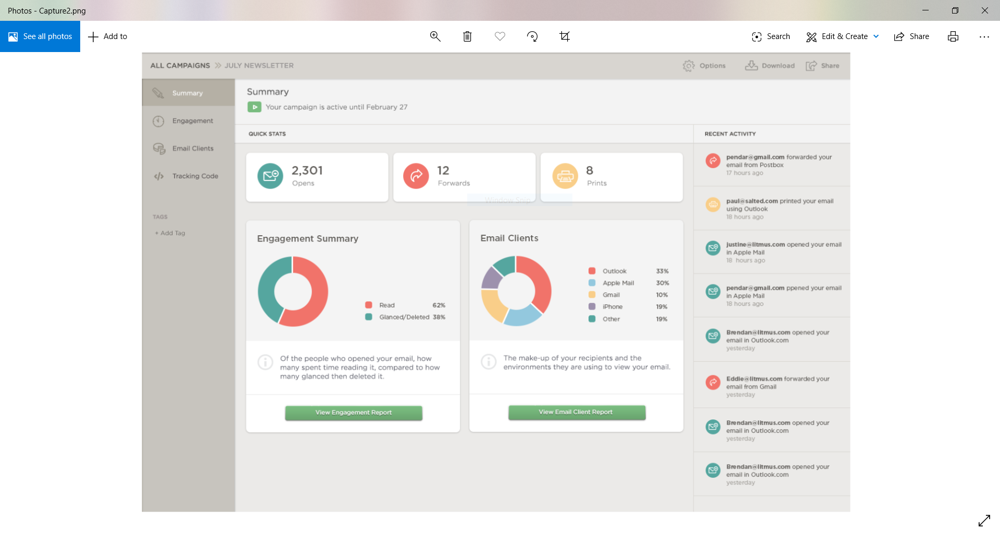 Photos - Capture2.png
See all photos
Add to
Search
Edit & Create
Share
ALL CAMPAIGNS
JULY NEWSLETTER
Options
Download
Share
Summary
Engagement
Email Clients
Tracking Code
TAGS
+ Add Tag
Summary
Your campaign is active until February 27
QUICK STATS
2,301
Opens
12
Forwards
8
Prints
Window Snip
Engagement Summary
Read 62%
Glanced/Deleted 38%
Of the people who opened your email, how
many spent time reading it, compared to how
many glanced then deleted it.
View Engagement Report
Email Clients
Outlook 33%
Apple Mail 30%
Gmail 10%
iPhone 19%
Other 19%
The make-up of your recipients and the
environments they are using to view your email.
View Email Client Report
RECENT ACTIVITY
pendar@gmail.com forwarded your
email from Postbox
17 hours ago
paul@salted.com printed your email
using Outlook
18 hours ago
justine@litmus.com opened your email
in Apple Mail
18 hours ago
pendar@gmail.com ppened your email
in Apple Mail
18 hours ago
Brendan@litmus.com opened your
email in Outlook.com
yesterday
Eddie@litmus.com forwarded your
email from Gmail
yesterday
Brendan@litmus.com opened your
email in Outlook.com
yesterday
Brendan@litmus.com opened your
email in Outlook.com
yesterday